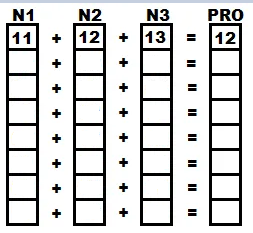 N1 N2 N3 PRO
11 + 12 + 13 = 12
+ + =
+ + =
+ + =
+ + =
+ + =
+ + =
+ + =